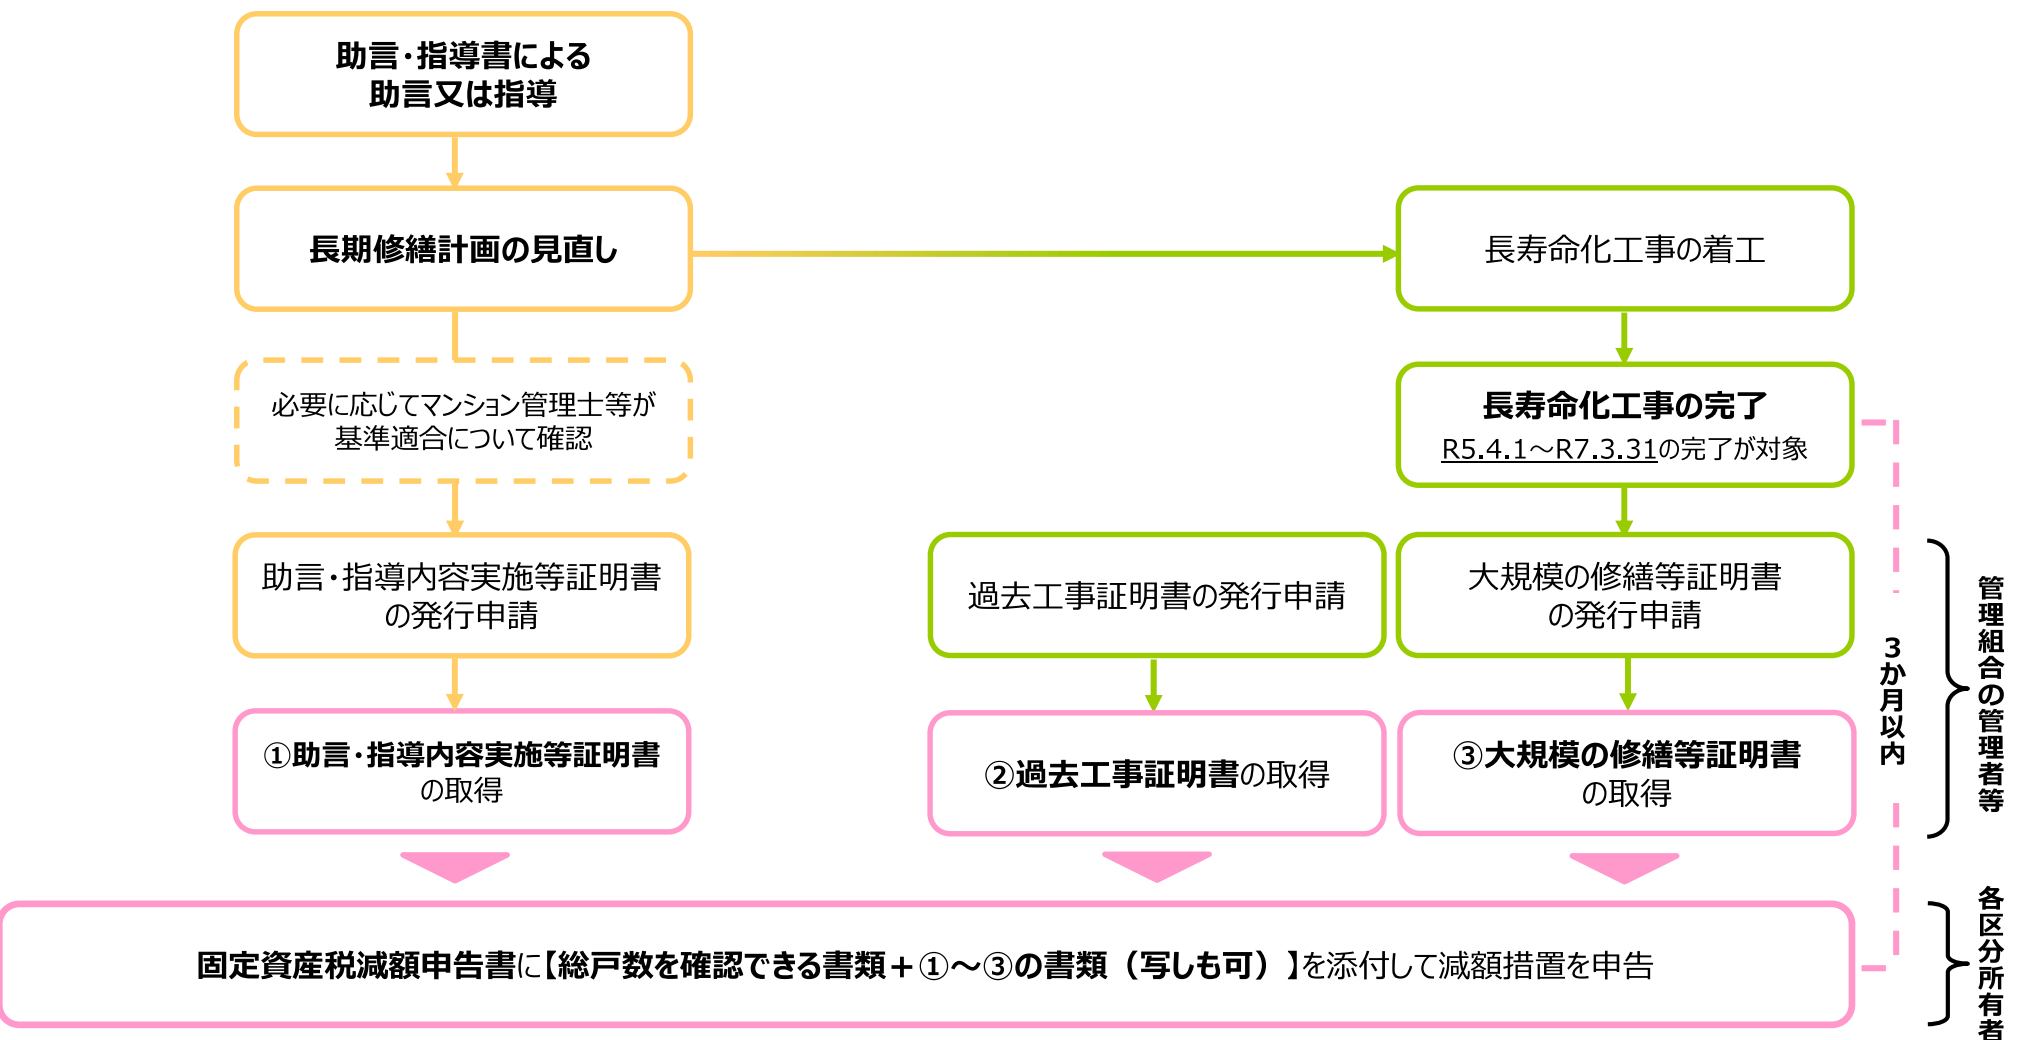 助言・指導書による
助言又は指導
長期修繕計画の見直し
長寿命化工事の着工
必要に応じてマンション管理士等が
基準適合について確認
長寿命化工事の完了
R5.4.1～R7.3.31の完了が対象
助言・指導内容実施等証明書
の発行申請
過去工事証明書の発行申請
大規模の修繕等証明書
の発行申請
①助言・指導内容実施等証明書
の取得
②過去工事証明書の取得
③大規模の修繕等証明書
の取得
3か月以内
管理組合の管理者等
固定資産税減額申告書に【総戸数を確認できる書類＋①～③の書類（写しも可）】を添付して減額措置を申告
各区分所有者